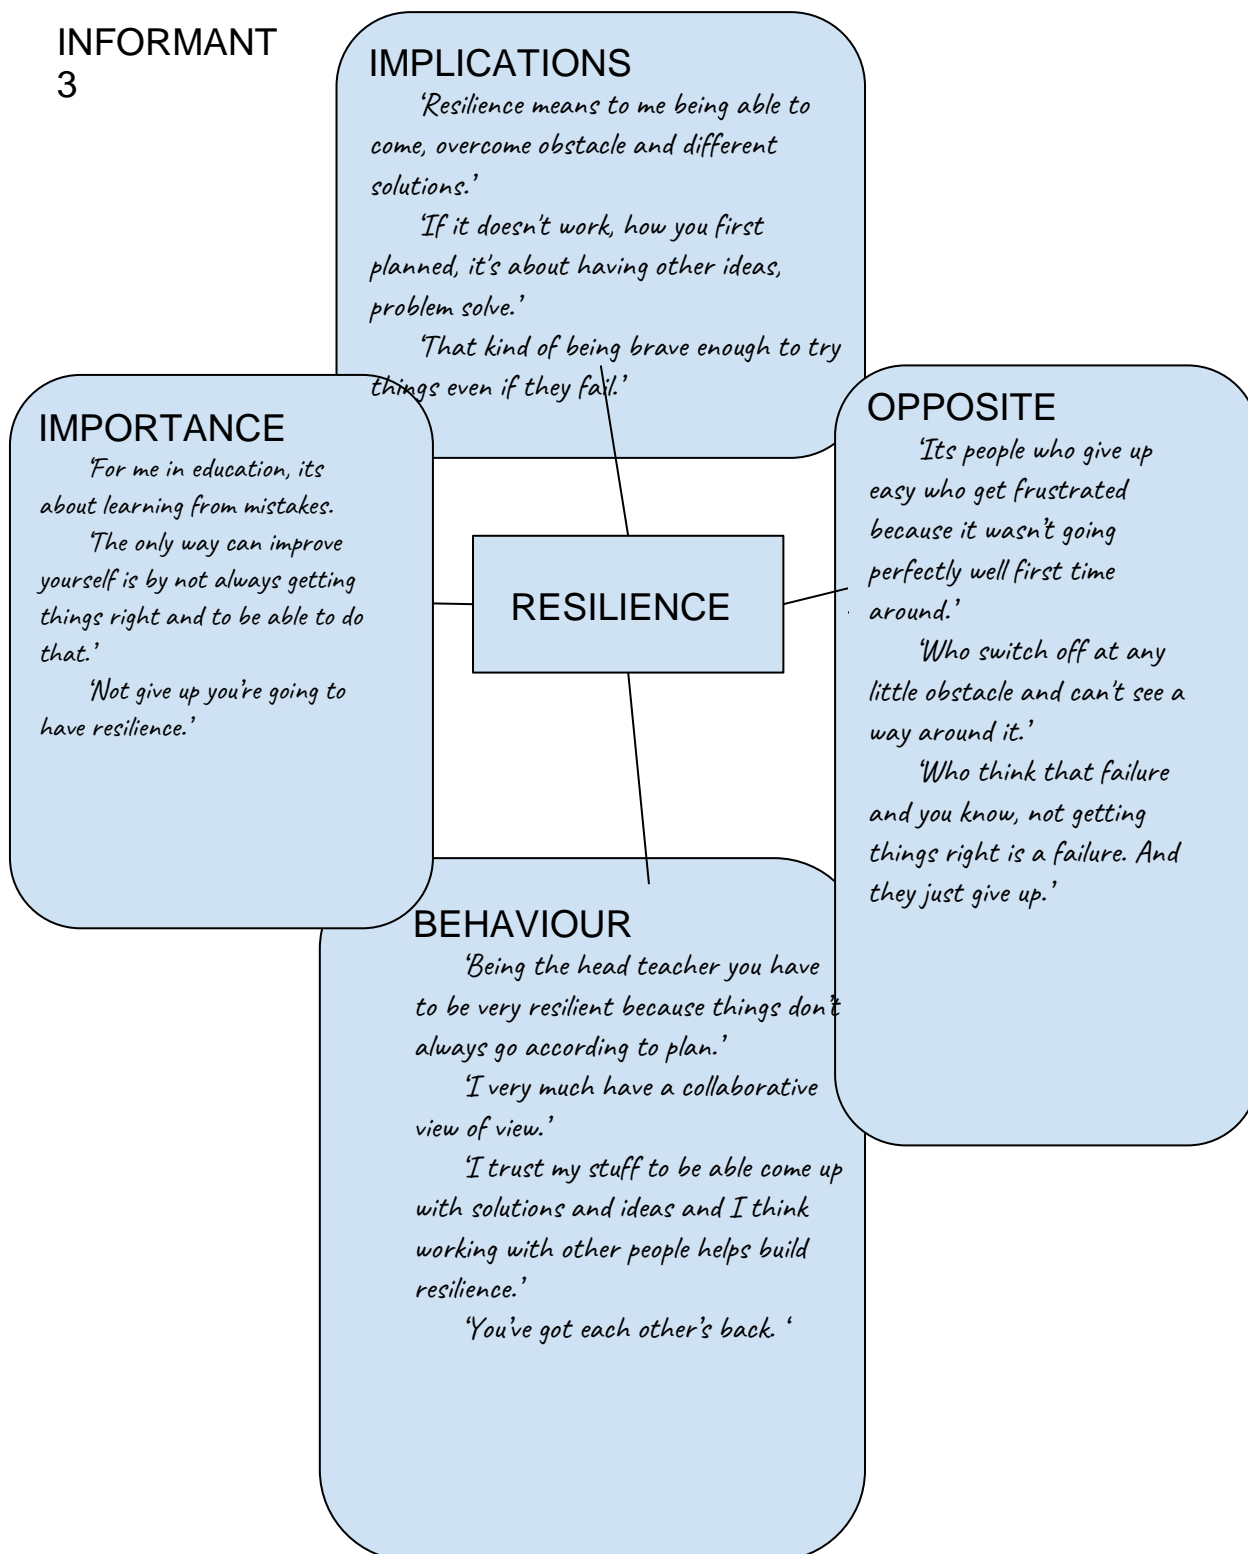 INFORMANT
3
IMPLICATIONS
‘Resilience means to me being able to
come, overcome obstacle and different
solutions.’
‘If it doesn't work, how you first
planned, it's about having other ideas,
problem solve.’
‘That kind of being brave enough to try
things even if they fail.’
IMPORTANCE
‘For me in education, its
about learning from mistakes.
‘The only way can improve
yourself is by not always getting
things right and to be able to do
that.’
‘Not give up you’re going to
have resilience.’
RESILIENCE
OPPOSITE
‘Its people who give up
easy who get frustrated
because it wasn’t going
perfectly well first time
around.’
‘Who switch off at any
little obstacle and can't see a
way around it.’
‘Who think that failure
and you know, not getting
things right is a failure. And
they just give up.’
BEHAVIOUR
‘Being the head teacher you have
to be very resilient because things don’t
always go according to plan.’
‘I very much have a collaborative
view of view.’
‘I trust my stuff to be able come up
with solutions and ideas and I think
working with other people helps build
resilience.’
‘You’ve got each other’s back. ‘